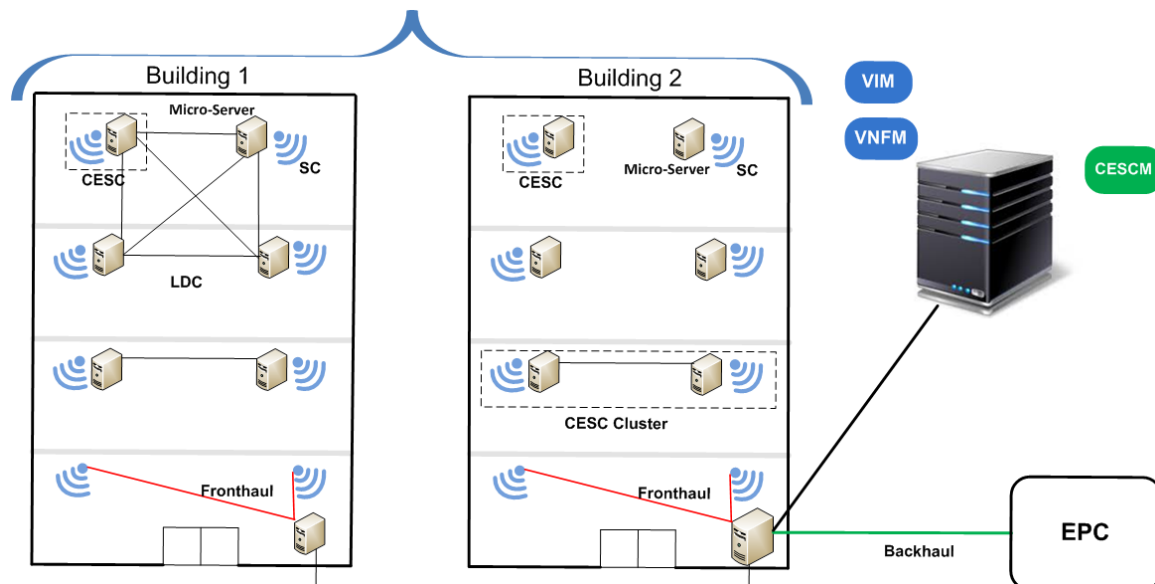 Building 1
Building 2
VIM
Micro-Server
VNFM
CESCM
SC
CESC
Micro-Server
SC
CESC
LDC
CESC Cluster
Fronthaul
Fronthaul
EPC
Backhaul